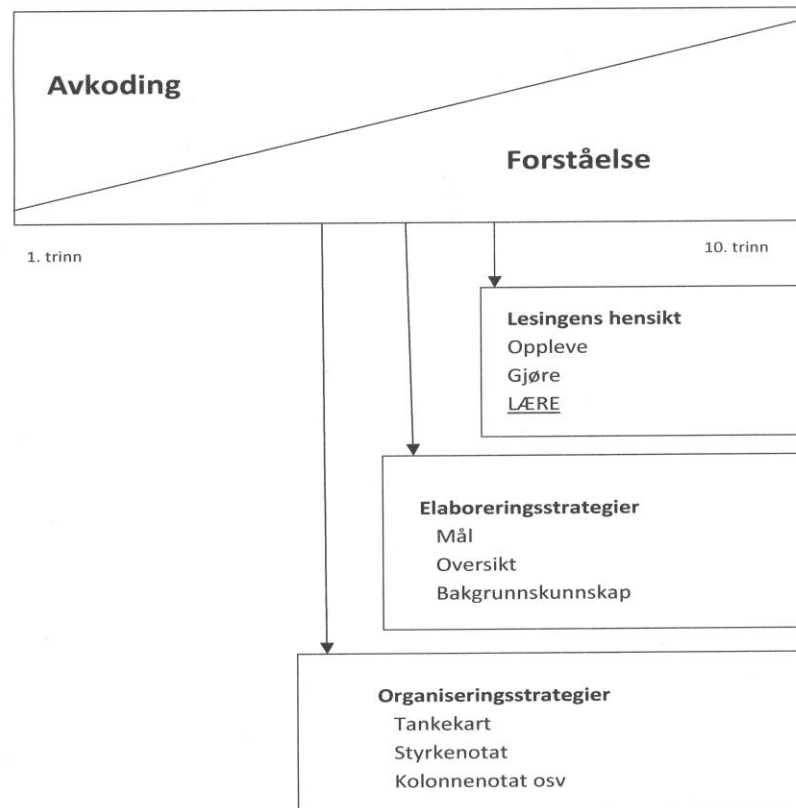 Avkoding
Forståelse
1. trinn
10. trinn
Lesingens hensikt
Oppleve
Gjøre
LÆRE
Elaboreringsstrategier
Mål
Oversikt
Bakgrunnskunnskap
Organiseringsstrategier
Tankekart
Styrkenotat
Kolonnenotat osv